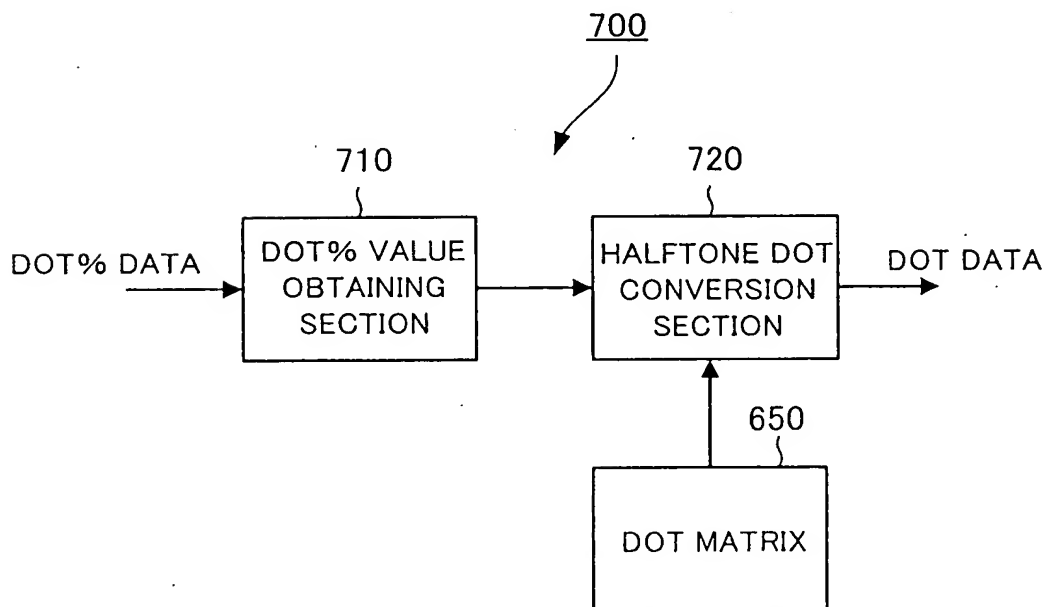 700
710
720
DOT% DATA
DOT% VALUE
OBTAINING
SECTION
HALFTONE DOT
CONVERSION
SECTION
DOT DATA
650
DOT MATRIX